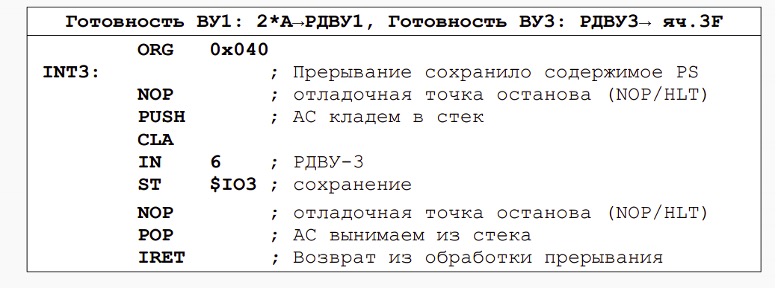 Готовность ВУ1: 2*А→РДВУ1, Готовность ВУ3: РДВУ3→ яч.3F
ORG 0x040
INT3: ; Прерывание сохранило содержимое PS
NOP ; отладочная точка останова (NOP/HLT)
PUSH ; АС кладем в стек
CLA
IN 6 ; РДВУ-3
ST $IO3 ; сохранение
NOP ; отладочная точка останова (NOP/HLT)
POP ; АС вынимаем из стека
IRET ; Возврат из обработки прерывания